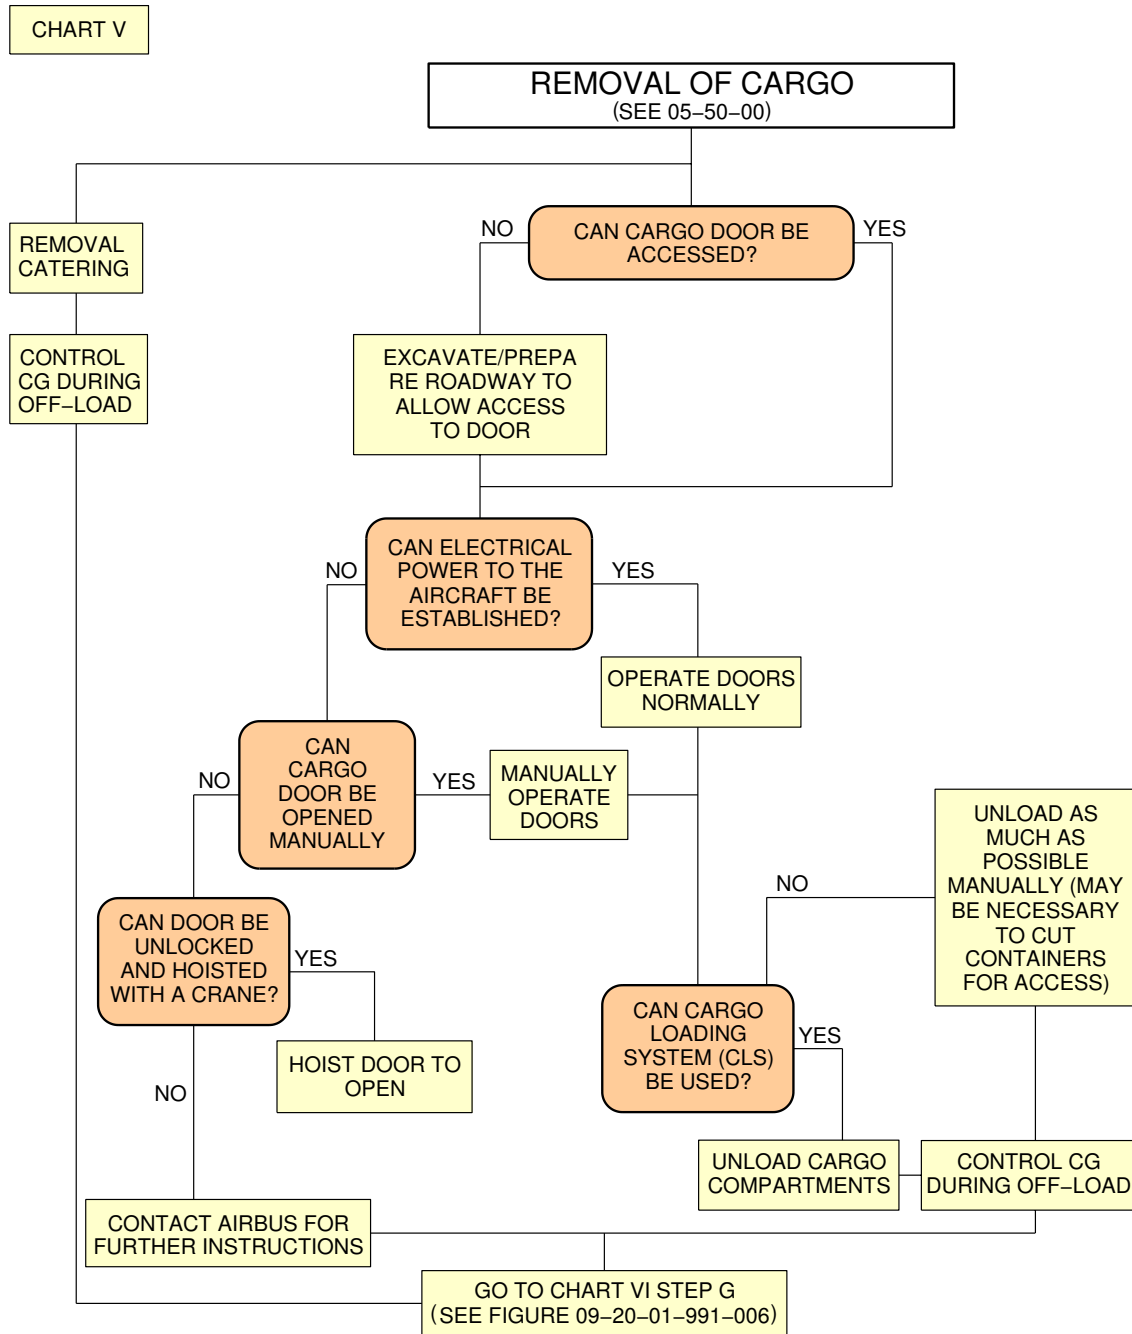 CHART V
REMOVAL OF CARGO
(SEE 05−50−00)
NO
CAN CARGO DOOR BE
ACCESSED?
YES
REMOVAL
CATERING
CONTROL
CG DURING
OFF−LOAD
EXCAVATE/PREPA
RE ROADWAY TO
ALLOW ACCESS
TO DOOR
CAN ELECTRICAL
POWER TO THE
AIRCRAFT BE
ESTABLISHED?
NO
YES
OPERATE DOORS
NORMALLY
CAN
CARGO
DOOR BE
OPENED
MANUALLY
NO
YES
MANUALLY
OPERATE
DOORS
UNLOAD AS
MUCH AS
POSSIBLE
MANUALLY (MAY
BE NECESSARY
TO CUT
CONTAINERS
FOR ACCESS)
NO
CAN DOOR BE
UNLOCKED
AND HOISTED
WITH A CRANE?
YES
HOIST DOOR TO
OPEN
NO
CAN CARGO
LOADING
SYSTEM (CLS)
BE USED?
YES
UNLOAD CARGO
COMPARTMENTS
CONTROL CG
DURING OFF−LOAD
CONTACT AIRBUS FOR
FURTHER INSTRUCTIONS
GO TO CHART VI STEP G
(SEE FIGURE 09−20−01−991−006)